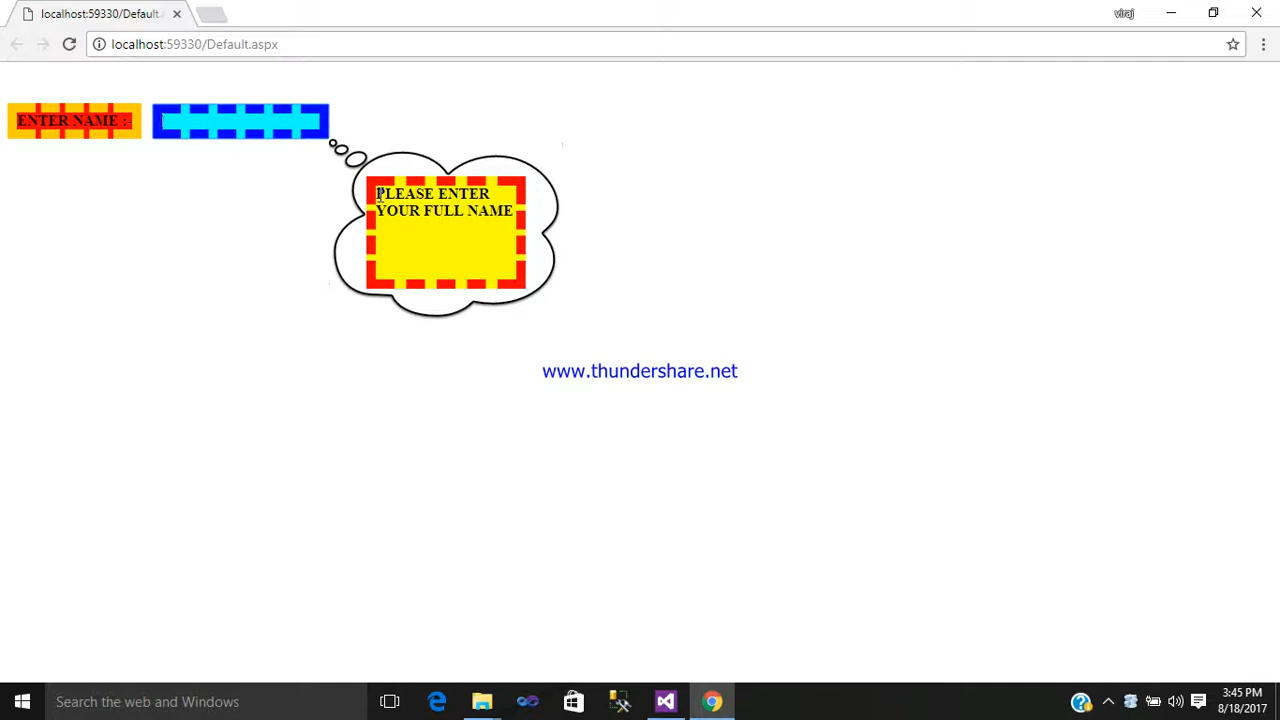 localhost:59330/Default
viraj
localhost:59330/Default.aspx
ENTER NAME :-
PLEASE ENTER
YOUR FULL NAME
www.thundershare.net
Search the web and Windows
3:45 PM
8/18/2017